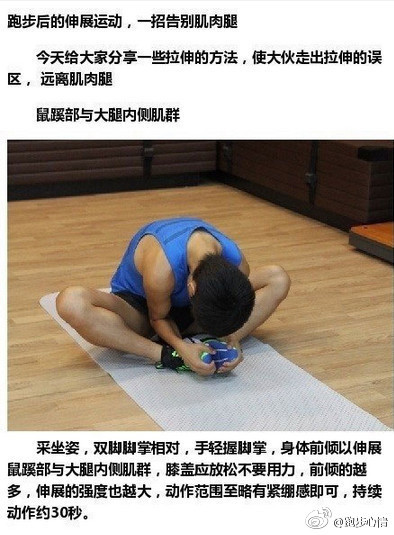 跑步后的伸展运动，一招告别肌肉腿
今天给大家分享一些拉伸的方法，使大伙走出拉伸的误
区， 远离肌肉腿
鼠蹊部与大腿内侧肌群
采坐姿，双脚脚掌相对，手轻握脚掌，身体前倾以伸展
鼠蹊部与大腿内侧肌群，膝盖应放松不要用力，前倾的越
多，伸展的强度也越大，动作范围至略有紧绷感即可，持续
动作约30秒。
@跑步心情